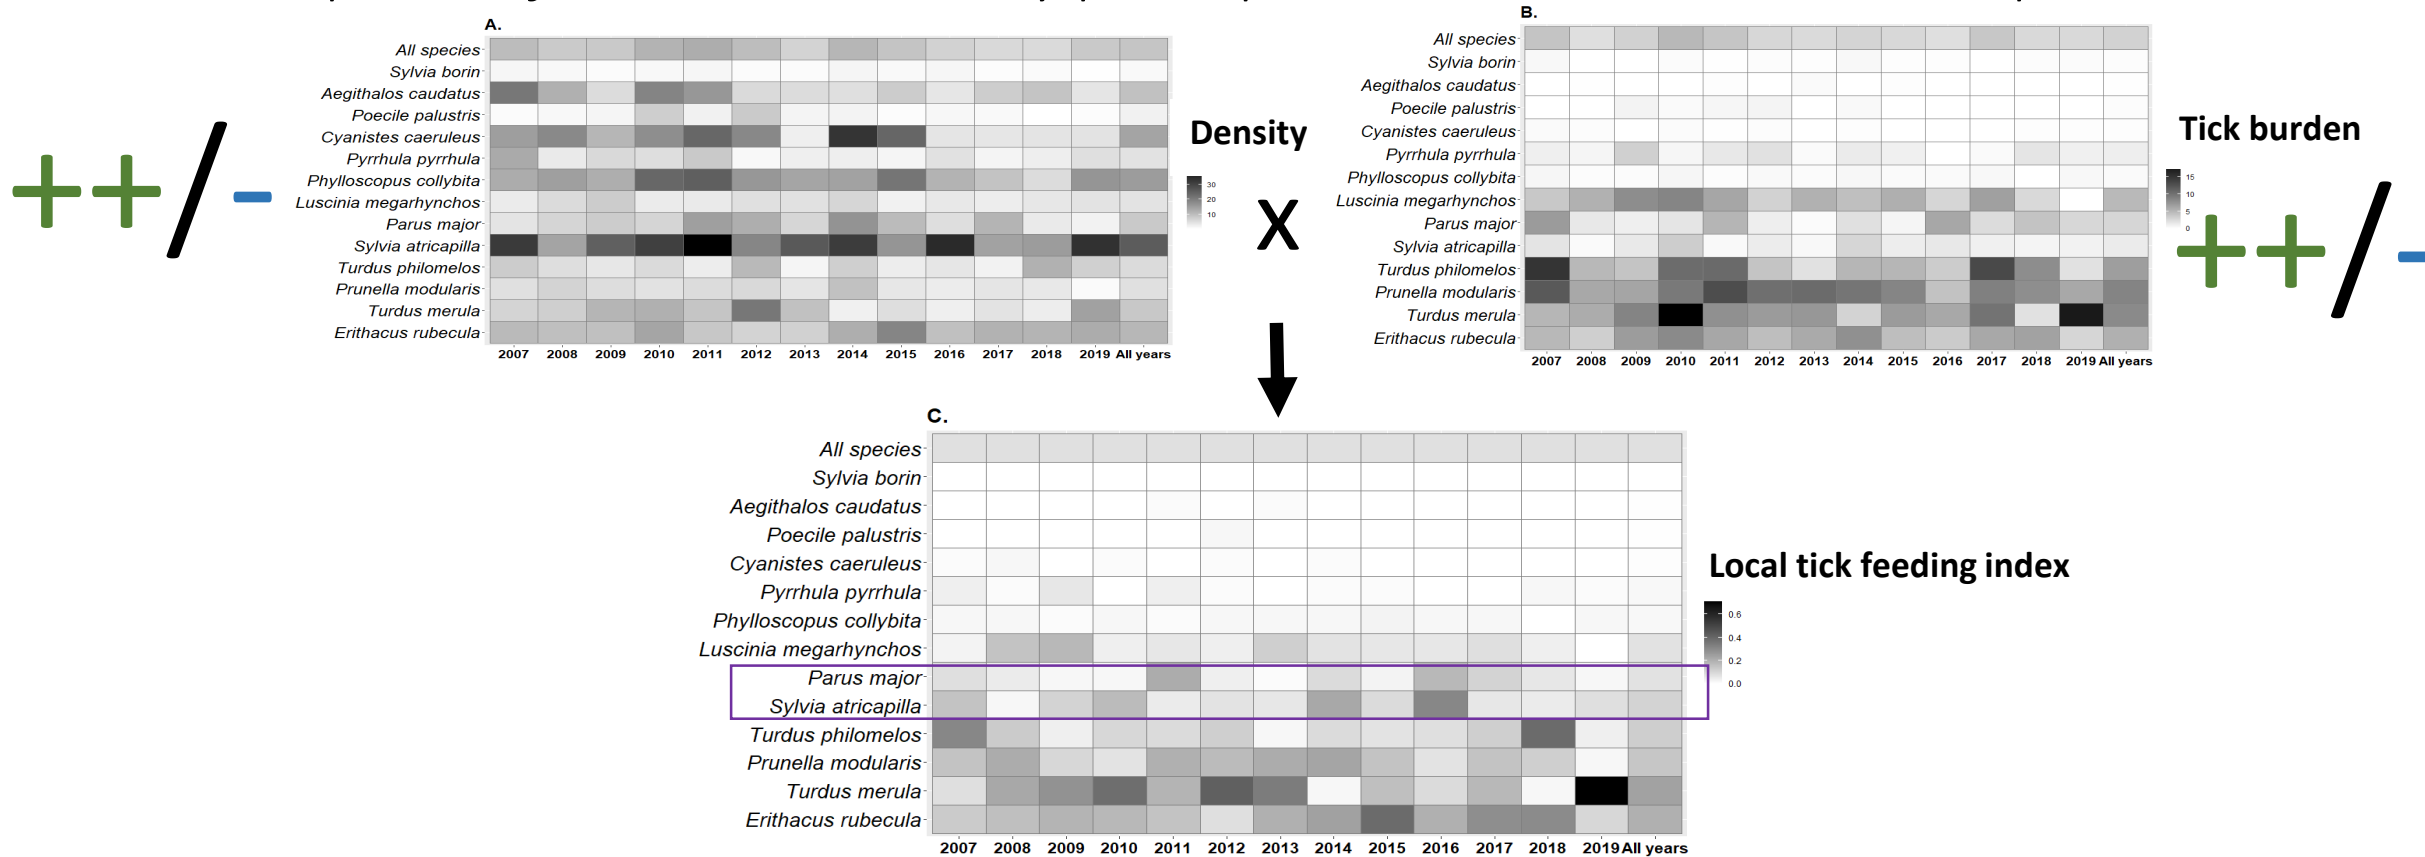 A.
All species
Sylvia borin
Aegithalos caudatus
Poecile palustris
Cyanistes caeruleus
Pyrrhula pyrrhula
Phylloscopus collybita
Luscinia megarhynchos
Parus major
Sylvia atricapilla
Turdus philomelos
Prunella modularis
Turdus merula
Erithacus rubecula
2007 2008 2009 2010 2011 2012 2013 2014 2015 2016 2017 2018 2019 All years
++/-
Density
30
20
10
X
B.
All species
Sylvia borin
Aegithalos caudatus
Poecile palustris
Cyanistes caeruleus
Pyrrhula pyrrhula
Phylloscopus collybita
Luscinia megarhynchos
Parus major
Sylvia atricapilla
Turdus philomelos
Prunella modularis
Turdus merula
Erithacus rubecula
2007 2008 2009 2010 2011 2012 2013 2014 2015 2016 2017 2018 2019 All years
Tick burden
15
10
5
0
++/-
C.
All species
Sylvia borin
Aegithalos caudatus
Poecile palustris
Cyanistes caeruleus
Pyrrhula pyrrhula
Phylloscopus collybita
Luscinia megarhynchos
Parus major
Sylvia atricapilla
Turdus philomelos
Prunella modularis
Turdus merula
Erithacus rubecula
2007 2008 2009 2010 2011 2012 2013 2014 2015 2016 2017 2018 2019 All years
Local tick feeding index
0.6
0.4
0.2
0.0